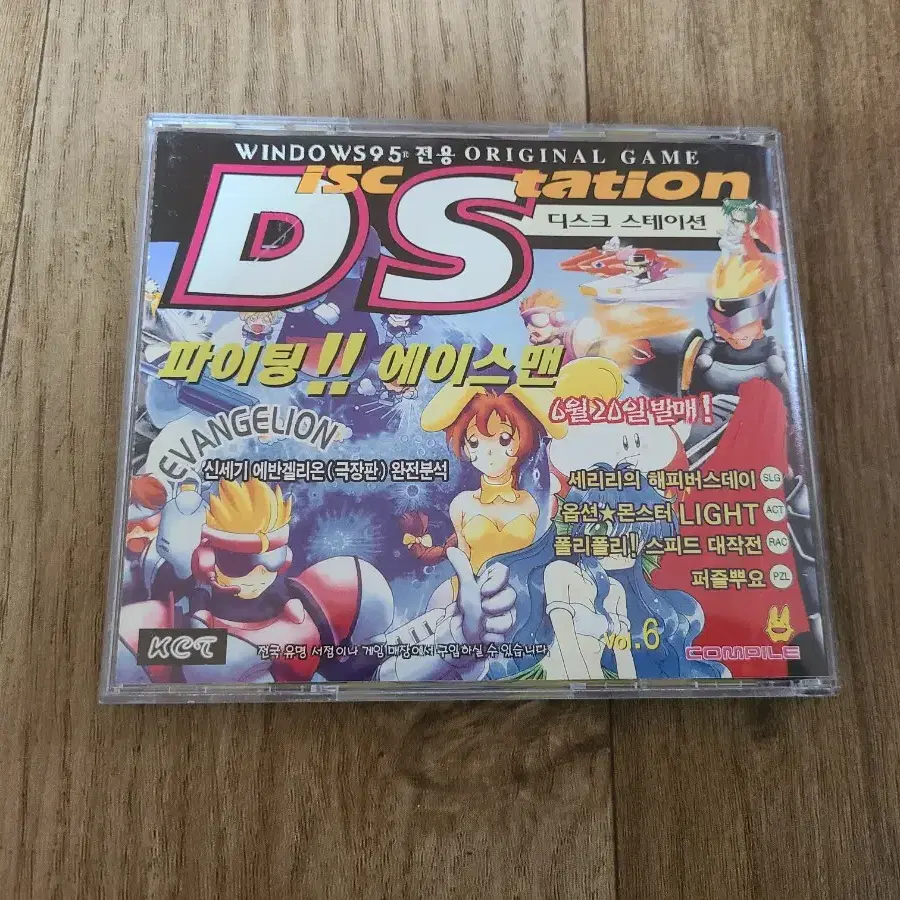 WINDOWS95® 전용 ORIGINAL GAME
Disc Station
디스크 스테이션
파이팅!! 에이스맨
6월20일 발매!
EVANGELION
신세기 에반겔리온(극장판) 완전분석
세리리의 해피버스데이 SLG
옵션★몬스터 LIGHT ACT
폴리폴리! 스피드 대작전 RAC
퍼즐뿌요 PZL
KCT
전국 유명 서점이나 게임 매장에서 구입하실 수 있습니다.
VOL.6
COMPILE